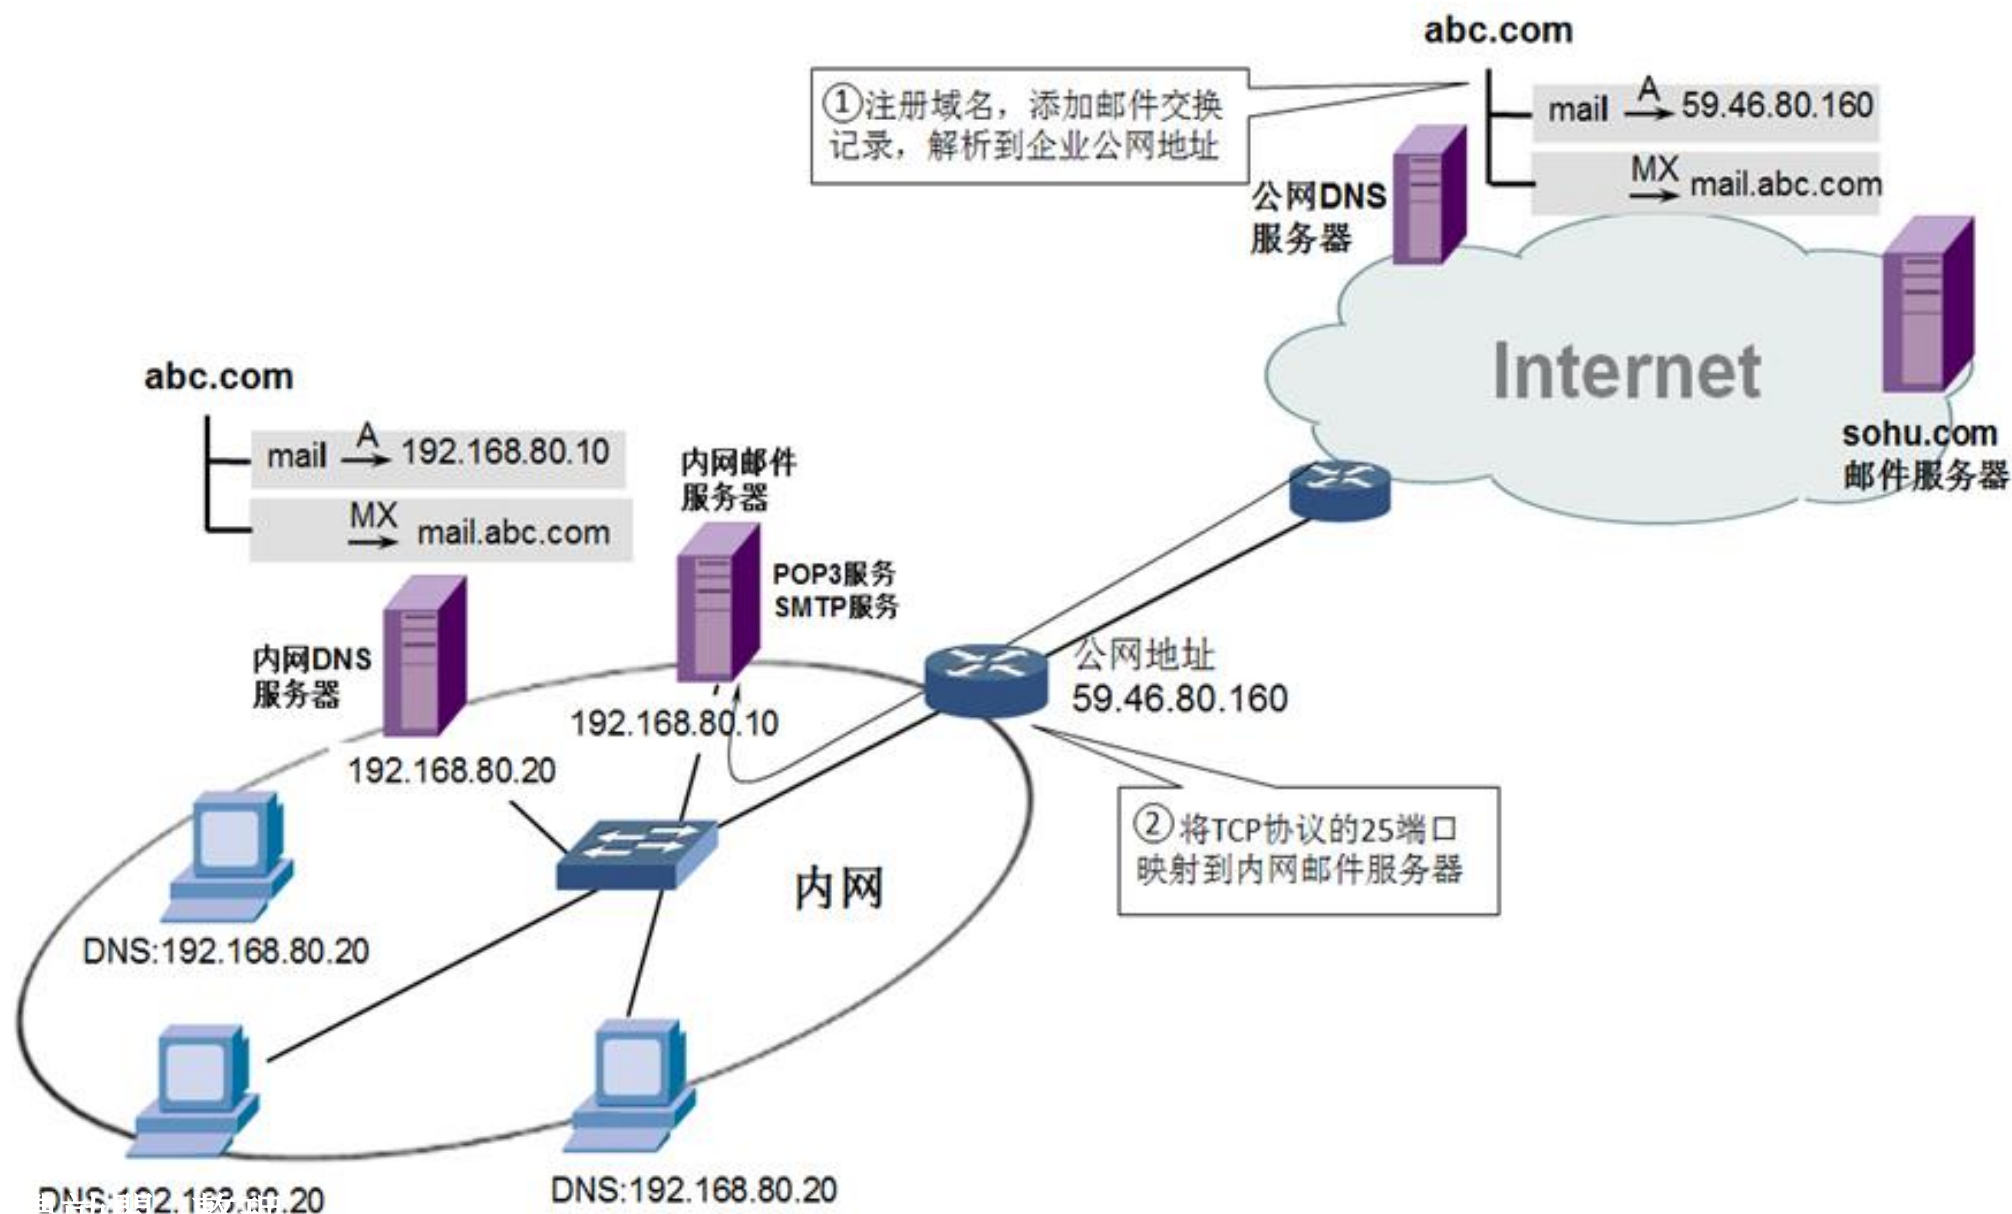 abc.com
①注册域名，添加邮件交换
记录，解析到企业公网地址
mail A 59.46.80.160
MX mail.abc.com
公网DNS
服务器
Internet
sohu.com
邮件服务器
abc.com
mail A 192.168.80.10
MX mail.abc.com
内网邮件
服务器
POP3服务
SMTP服务
内网DNS
服务器
公网地址
59.46.80.160
192.168.80.10
192.168.80.20
②将TCP协议的25端口
映射到内网邮件服务器
内网
DNS:192.168.80.20
DNS:192.168.80.20
DNS:192.168.80.20